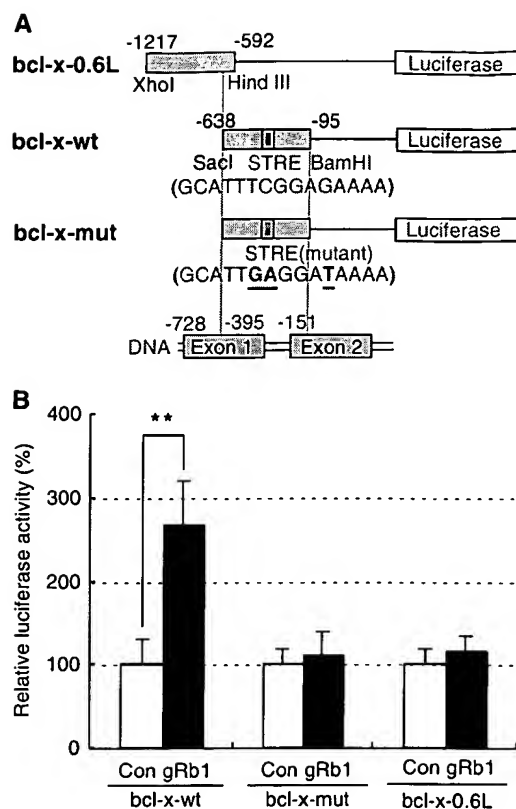 A
-1217 -592
bcl-x-0.6L Luciferase
XhoI Hind III
-638 -95
bcl-x-wt Luciferase
SacI STRE BamHI
(GCATTTCGGAGAAAA)
bcl-x-mut Luciferase
STRE(mutant)
(GCATTGAGGATAAAA)
-728 -395 -151
DNA Exon 1 Exon 2
B
400
**
300
200
100
0
Relative luciferase activity (%)
Con gRb1 Con gRb1 Con gRb1
bcl-x-wt bcl-x-mut bcl-x-0.6L